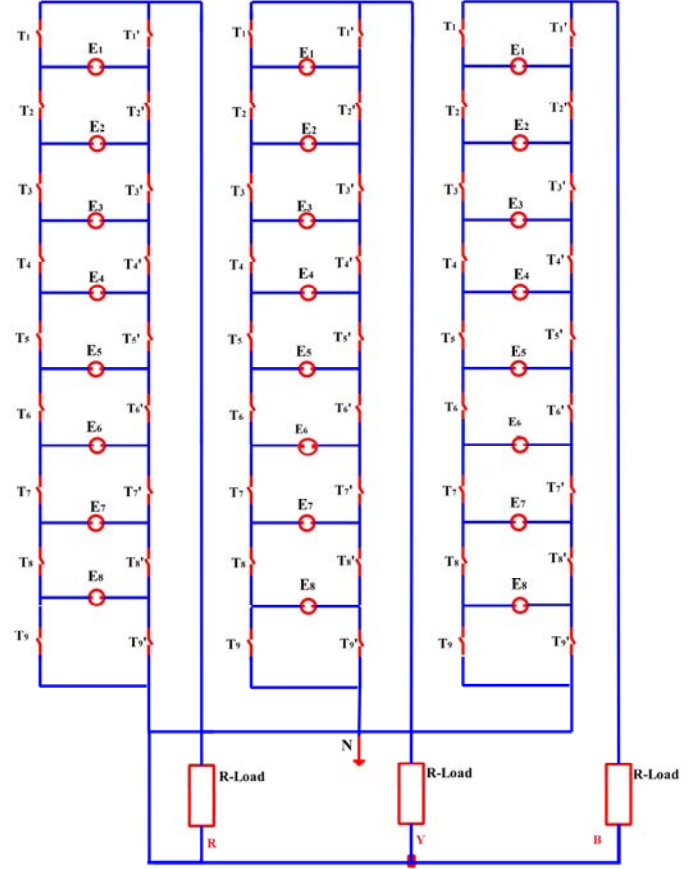 T1 T1' T1 T1' T1 T1'
E1 E1 E1
T2 T2' T2 T2' T2 T2'
E2 E2 E2
T3 T3' T3 T3' T3 T3'
E3 E3 E3
T4 T4' T4 T4' T4 T4'
E4 E4 E4
T5 T5' T5 T5' T5 T5'
E5 E5 E5
T6 T6' T6 T6' T6 T6'
E6 E6 E6
T7 T7' T7 T7' T7 T7'
E7 E7 E7
T8 T8' T8 T8' T8 T8'
E8 E8 E8
T9 T9' T9 T9' T9 T9'
N
R-Load R-Load R-Load
R Y B